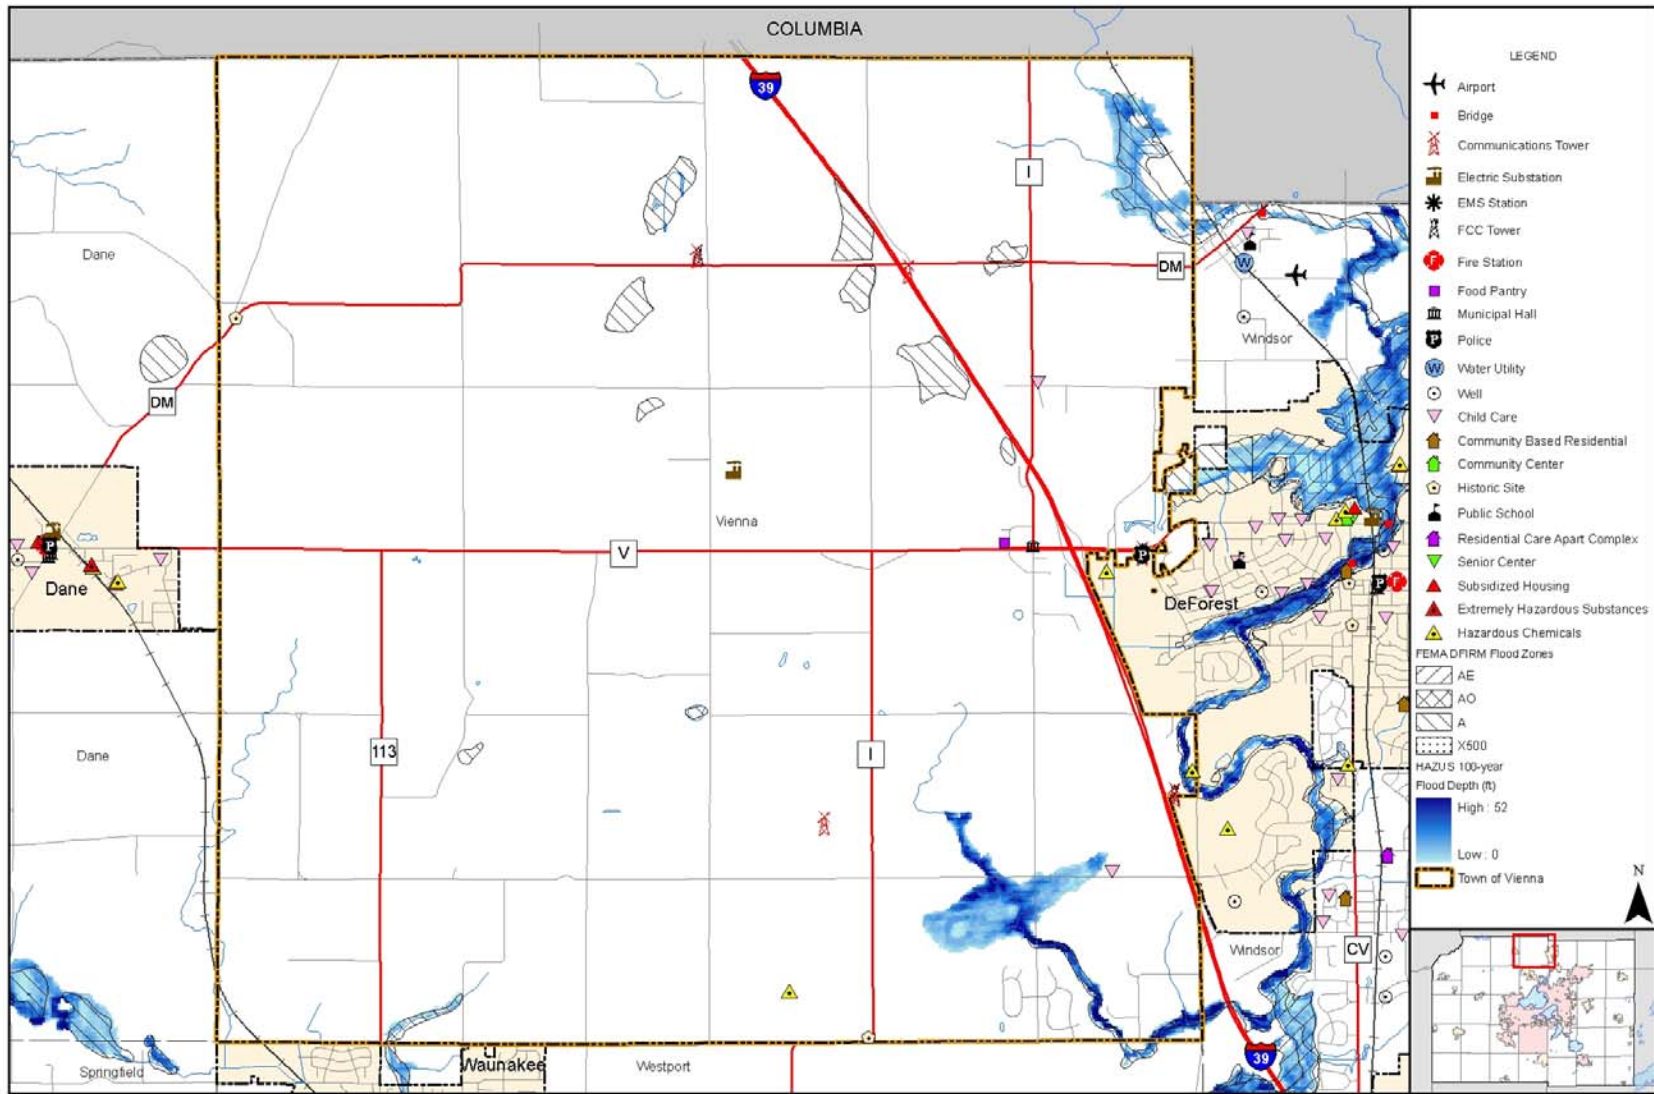 COLUMBIA
39
I
Dane
DM
Windsor
DM
Vienna
V
Dane
DeForest
Dane
113
I
Windsor
CV
39
Springfield
Waunakee
Westport
LEGEND
Airport
Bridge
Communications Tower
Electric Substation
EMS Station
FCC Tower
F Fire Station
Food Pantry
Municipal Hall
P Police
W Water Utility
Well
Child Care
Community Based Residential
Community Center
Historic Site
Public School
Residential Care Apart Complex
Senior Center
Subsidized Housing
Extremely Hazardous Substances
Hazardous Chemicals
FEMA DFIRM Flood Zones
AE
AO
A
X500
HAZUS 100-year
Flood Depth (ft)
High : 52
Low : 0
Town of Vienna
N